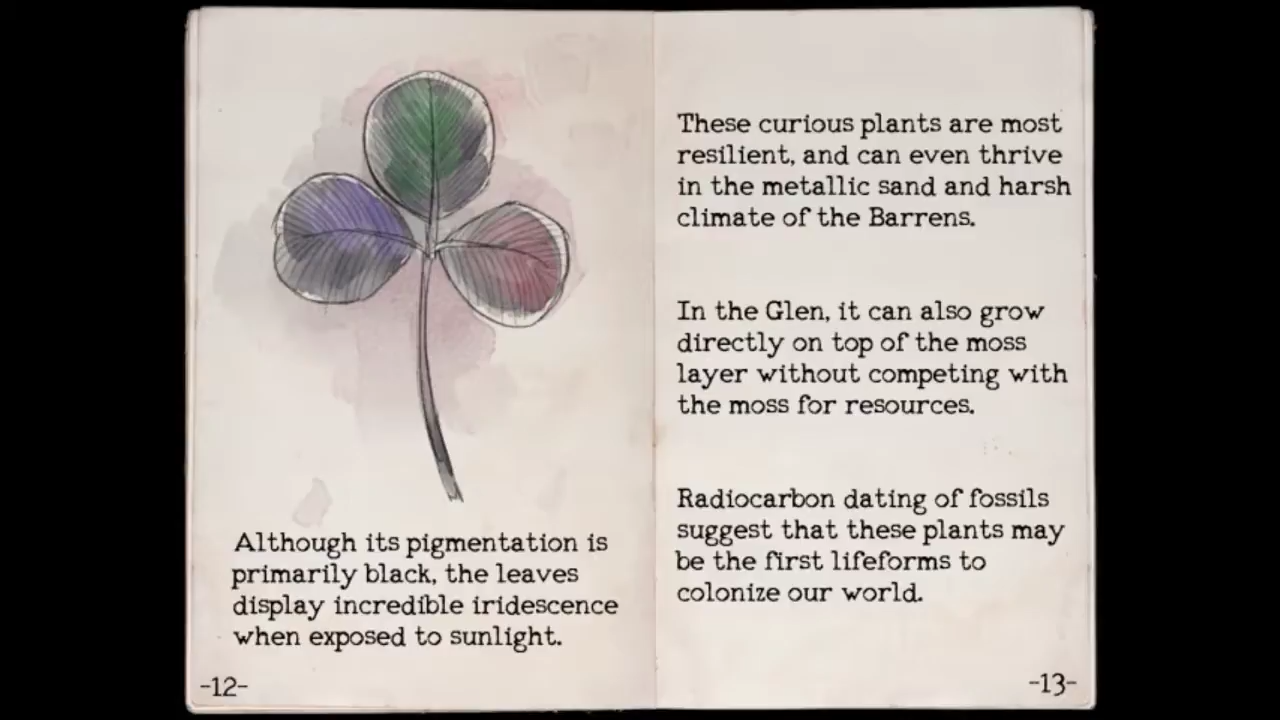 Although its pigmentation is
primarily black, the leaves
display incredible iridescence
when exposed to sunlight.
-12-
These curious plants are most
resilient, and can even thrive
in the metallic sand and harsh
climate of the Barrens.
In the Glen, it can also grow
directly on top of the moss
layer without competing with
the moss for resources.
Radiocarbon dating of fossils
suggest that these plants may
be the first lifeforms to
colonize our world.
-13-